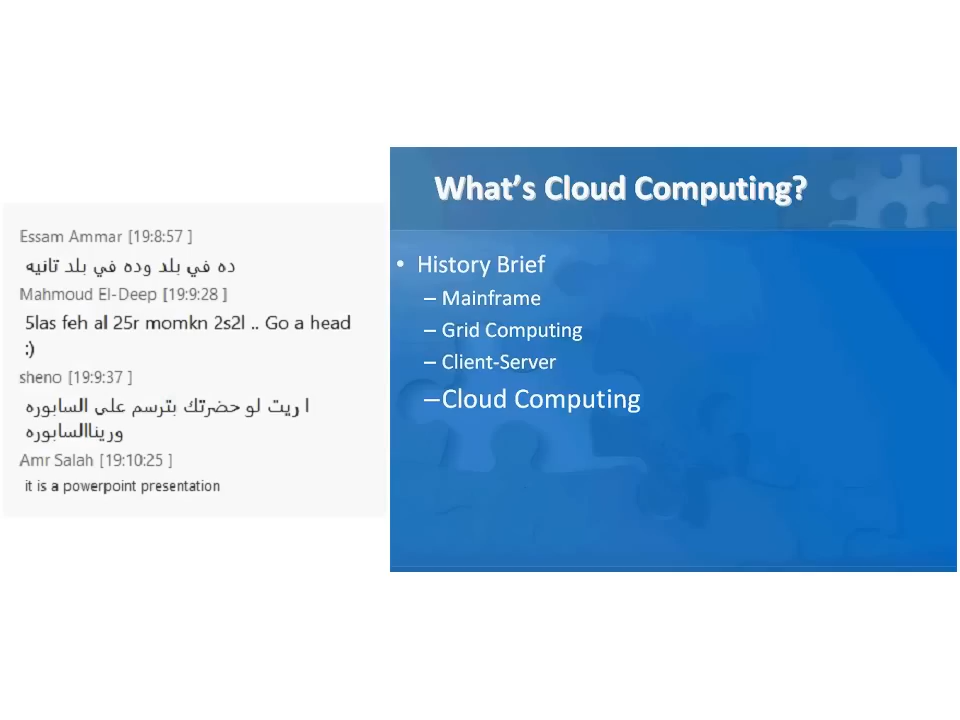 Essam Ammar [19:8:57 ]
ده في بلد وده في بلد تانيه
Mahmoud El-Deep [19:9:28 ]
5las feh al 25r momkn 2s2l .. Go a head
:)
sheno [19:9:37 ]
ا ريت لو حضرتك بترسم علي السابوره
وريناالسابوره
Amr Salah [19:10:25 ]
it is a powerpoint presentation
What's Cloud Computing?
• History Brief
– Mainframe
– Grid Computing
– Client-Server
–Cloud Computing